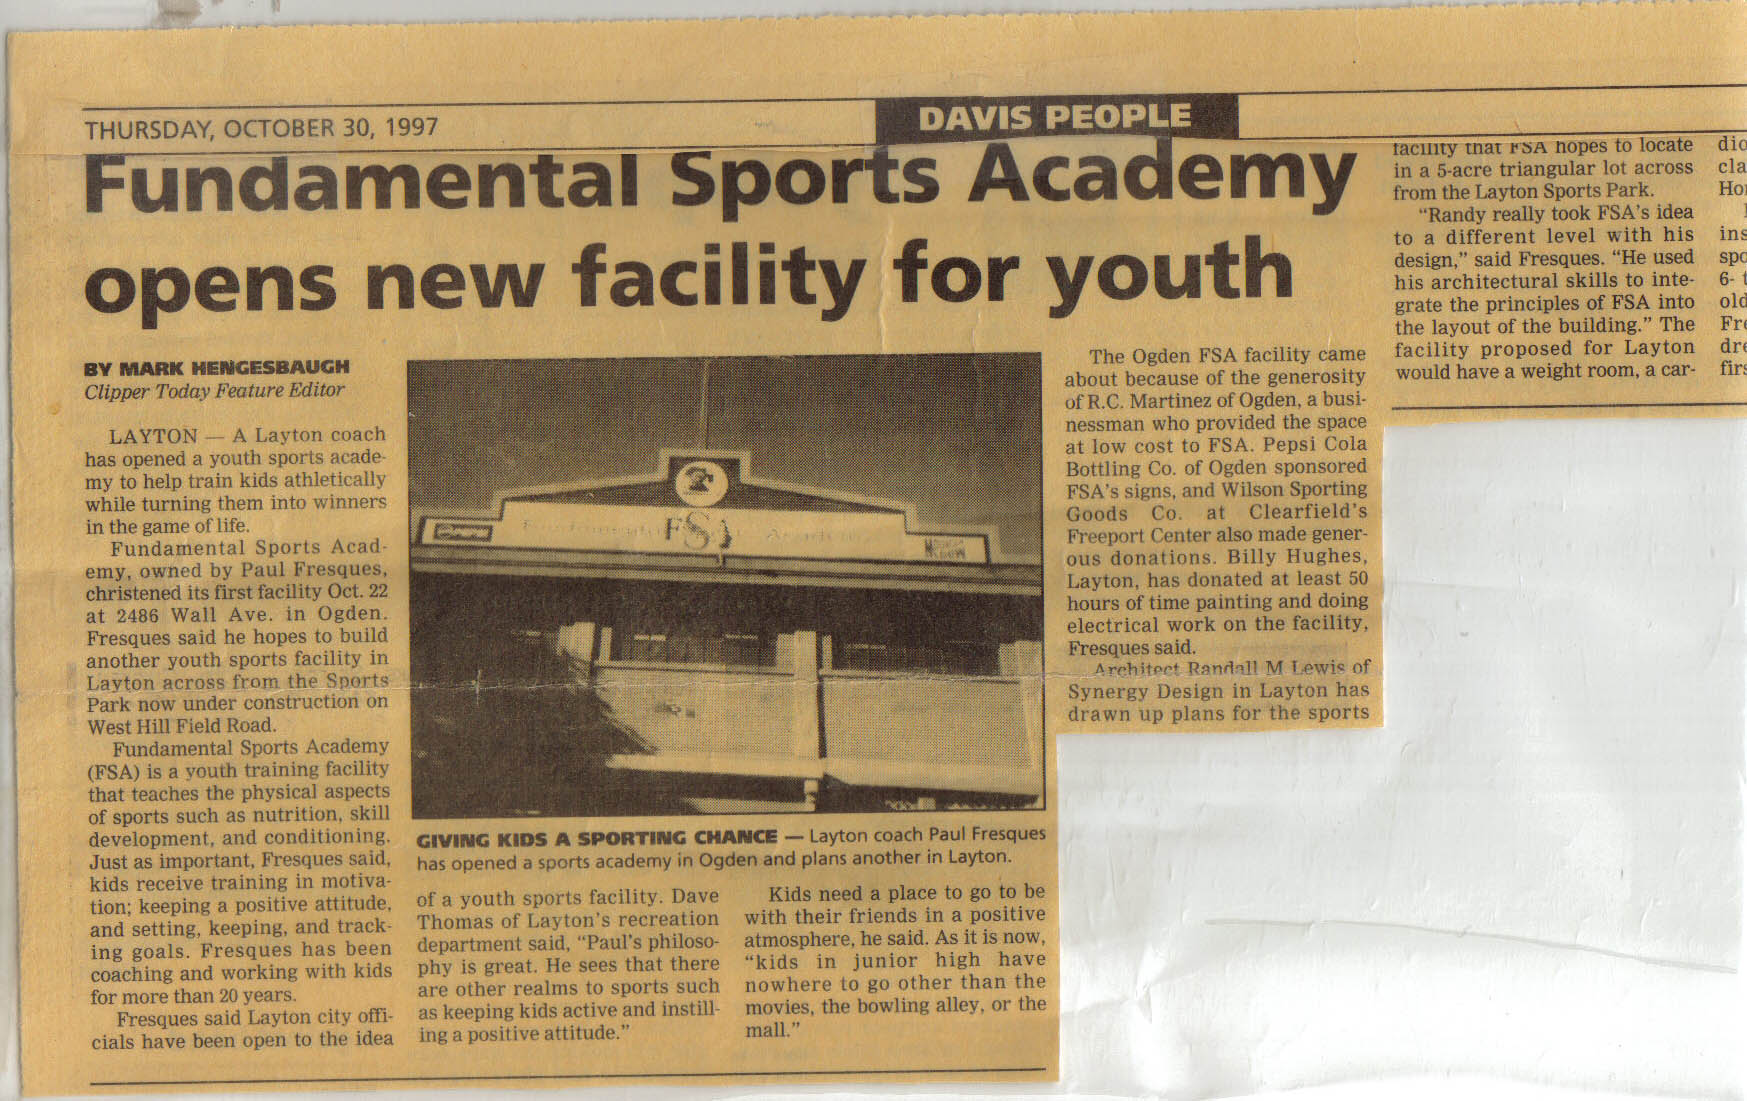 THURSDAY, OCTOBER 30, 1997
DAVIS PEOPLE
Fundamental Sports Academy
opens new facility for youth
BY MARK HENGESBAUGH
Clipper Today Feature Editor
LAYTON — A Layton coach
has opened a youth sports acade-
my to help train kids athletically
while turning them into winners
in the game of life.
Fundamental Sports Acad-
emy, owned by Paul Fresques,
christened its first facility Oct. 22
at 2486 Wall Ave. in Ogden.
Fresques said he hopes to build
another youth sports facility in
Layton across from the Sports
Park now under construction on
West Hill Field Road.
Fundamental Sports Academy
(FSA) is a youth training facility
that teaches the physical aspects
of sports such as nutrition, skill
development, and conditioning.
Just as important, Fresques said,
kids receive training in motiva-
tion; keeping a positive attitude,
and setting, keeping, and track-
ing goals. Fresques has been
coaching and working with kids
for more than 20 years.
Fresques said Layton city offi-
cials have been open to the idea
FSA
GIVING KIDS A SPORTING CHANCE — Layton coach Paul Fresques
has opened a sports academy in Ogden and plans another in Layton.
of a youth sports facility. Dave
Thomas of Layton's recreation
department said, “Paul's philoso-
phy is great. He sees that there
are other realms to sports such
as keeping kids active and instill-
ing a positive attitude.”
Kids need a place to go to be
with their friends in a positive
atmosphere, he said. As it is now,
“kids in junior high have
nowhere to go other than the
movies, the bowling alley, or the
mall.”
The Ogden FSA facility came
about because of the generosity
of R.C. Martinez of Ogden, a busi-
nessman who provided the space
at low cost to FSA. Pepsi Cola
Bottling Co. of Ogden sponsored
FSA's signs, and Wilson Sporting
Goods Co. at Clearfield's
Freeport Center also made gener-
ous donations. Billy Hughes,
Layton, has donated at least 50
hours of time painting and doing
electrical work on the facility,
Fresques said.
Architect Randall M Lewis of
Synergy Design in Layton has
drawn up plans for the sports
facility that FSA hopes to locate
in a 5-acre triangular lot across
from the Layton Sports Park.
“Randy really took FSA's idea
to a different level with his
design,” said Fresques. “He used
his architectural skills to inte-
grate the principles of FSA into
the layout of the building.” The
facility proposed for Layton
would have a weight room, a car-
dio
cla
Ho
ins
spo
6- t
old
Fre
dre
firs